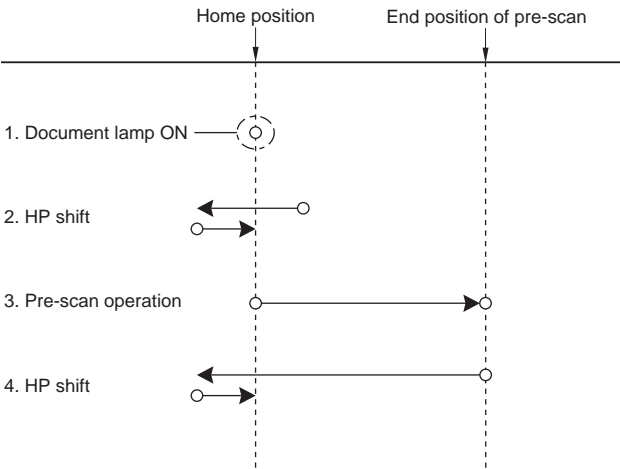 Home position
End position of pre-scan
1. Document lamp ON
2. HP shift
3. Pre-scan operation
4. HP shift